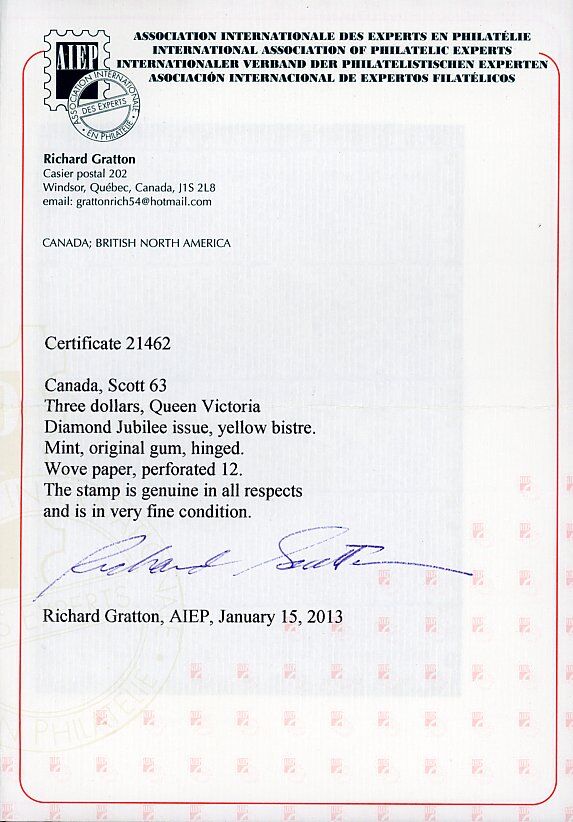 ASSOCIATION INTERNATIONALE DES EXPERTS EN PHILATÉLIE
INTERNATIONAL ASSOCIATION OF PHILATELIC EXPERTS
INTERNATIONALER VERBAND DER PHILATELISTISCHEN EXPERTEN
ASOCIACIÓN INTERNACIONAL DE EXPERTOS FILATÉLICOS
AIEP
ASSOCIATION INTERNATIONALE
DES EXPERTS
EN PHILATÉLIE
Richard Gratton
Casier postal 202
Windsor, Québec, Canada, J1S 2L8
email: grattonrich54@hotmail.com
CANADA; BRITISH NORTH AMERICA
Certificate 21462
Canada, Scott 63
Three dollars, Queen Victoria
Diamond Jubilee issue, yellow bistre.
Mint, original gum, hinged.
Wove paper, perforated 12.
The stamp is genuine in all respects
and is in very fine condition.
Richard Gratton
Richard Gratton, AIEP, January 15, 2013